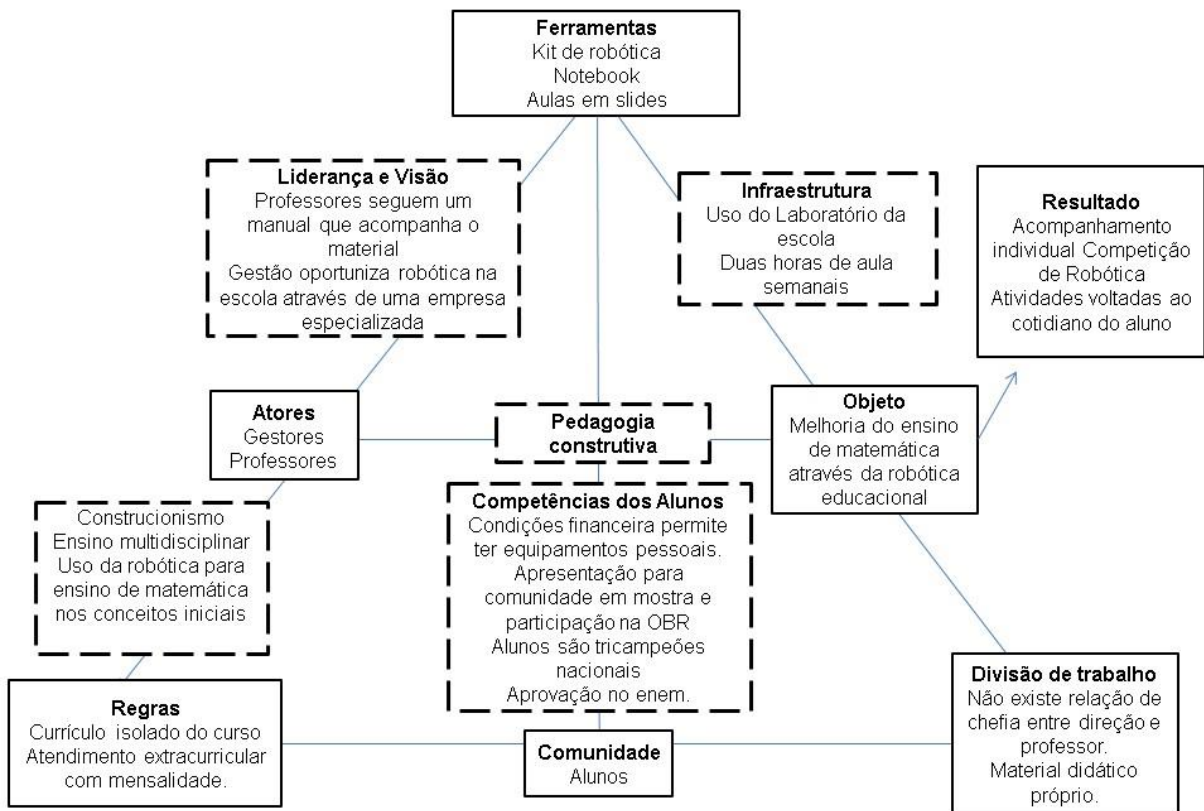 Ferramentas
Kit de robótica
Notebook
Aulas em slides
Liderança e Visão
Professores seguem um
manual que acompanha o
material
Gestão oportuniza robótica na
escola através de uma empresa
especializada
Infraestrutura
Uso do Laboratório da
escola
Duas horas de aula
semanais
Resultado
Acompanhamento
individual Competição
de Robótica
Atividades voltadas ao
cotidiano do aluno
Atores
Gestores
Professores
Pedagogia
construtiva
Objeto
Melhoria do ensino
de matemática
através da robótica
educacional
Construcionismo
Ensino multidisciplinar
Uso da robótica para
ensino de matemática
nos conceitos iniciais
Competências dos Alunos
Condições financeira permite
ter equipamentos pessoais.
Apresentação para
comunidade em mostra e
participação na OBR
Alunos são tricampeões
nacionais
Aprovação no enem.
Regras
Currículo isolado do curso
Atendimento extracurricular
com mensalidade.
Comunidade
Alunos
Divisão de trabalho
Não existe relação de
chefia entre direção e
professor.
Material didático
próprio.